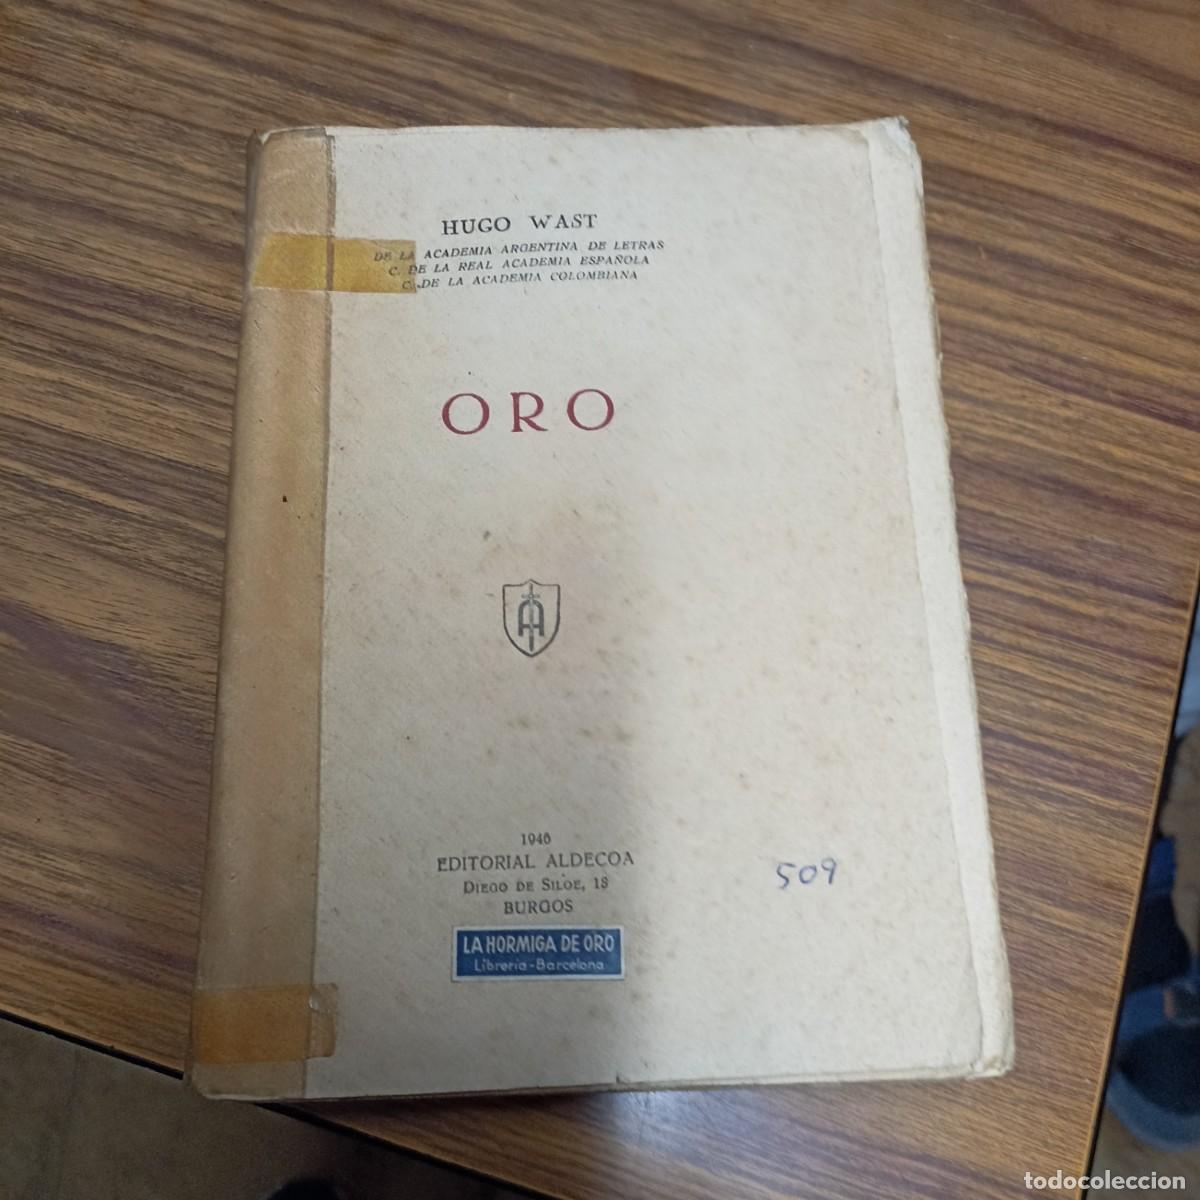 HUGO WAST
DE LA ACADEMIA ARGENTINA DE LETRAS
C. DE LA REAL ACADEMIA ESPAÑOLA
C. DE LA ACADEMIA COLOMBIANA
ORO
A
1946
EDITORIAL ALDECOA
DIEGO DE SILOE, 18
BURGOS
509
LA HORMIGA DE ORO
Librería-Barcelona
todocoleccion